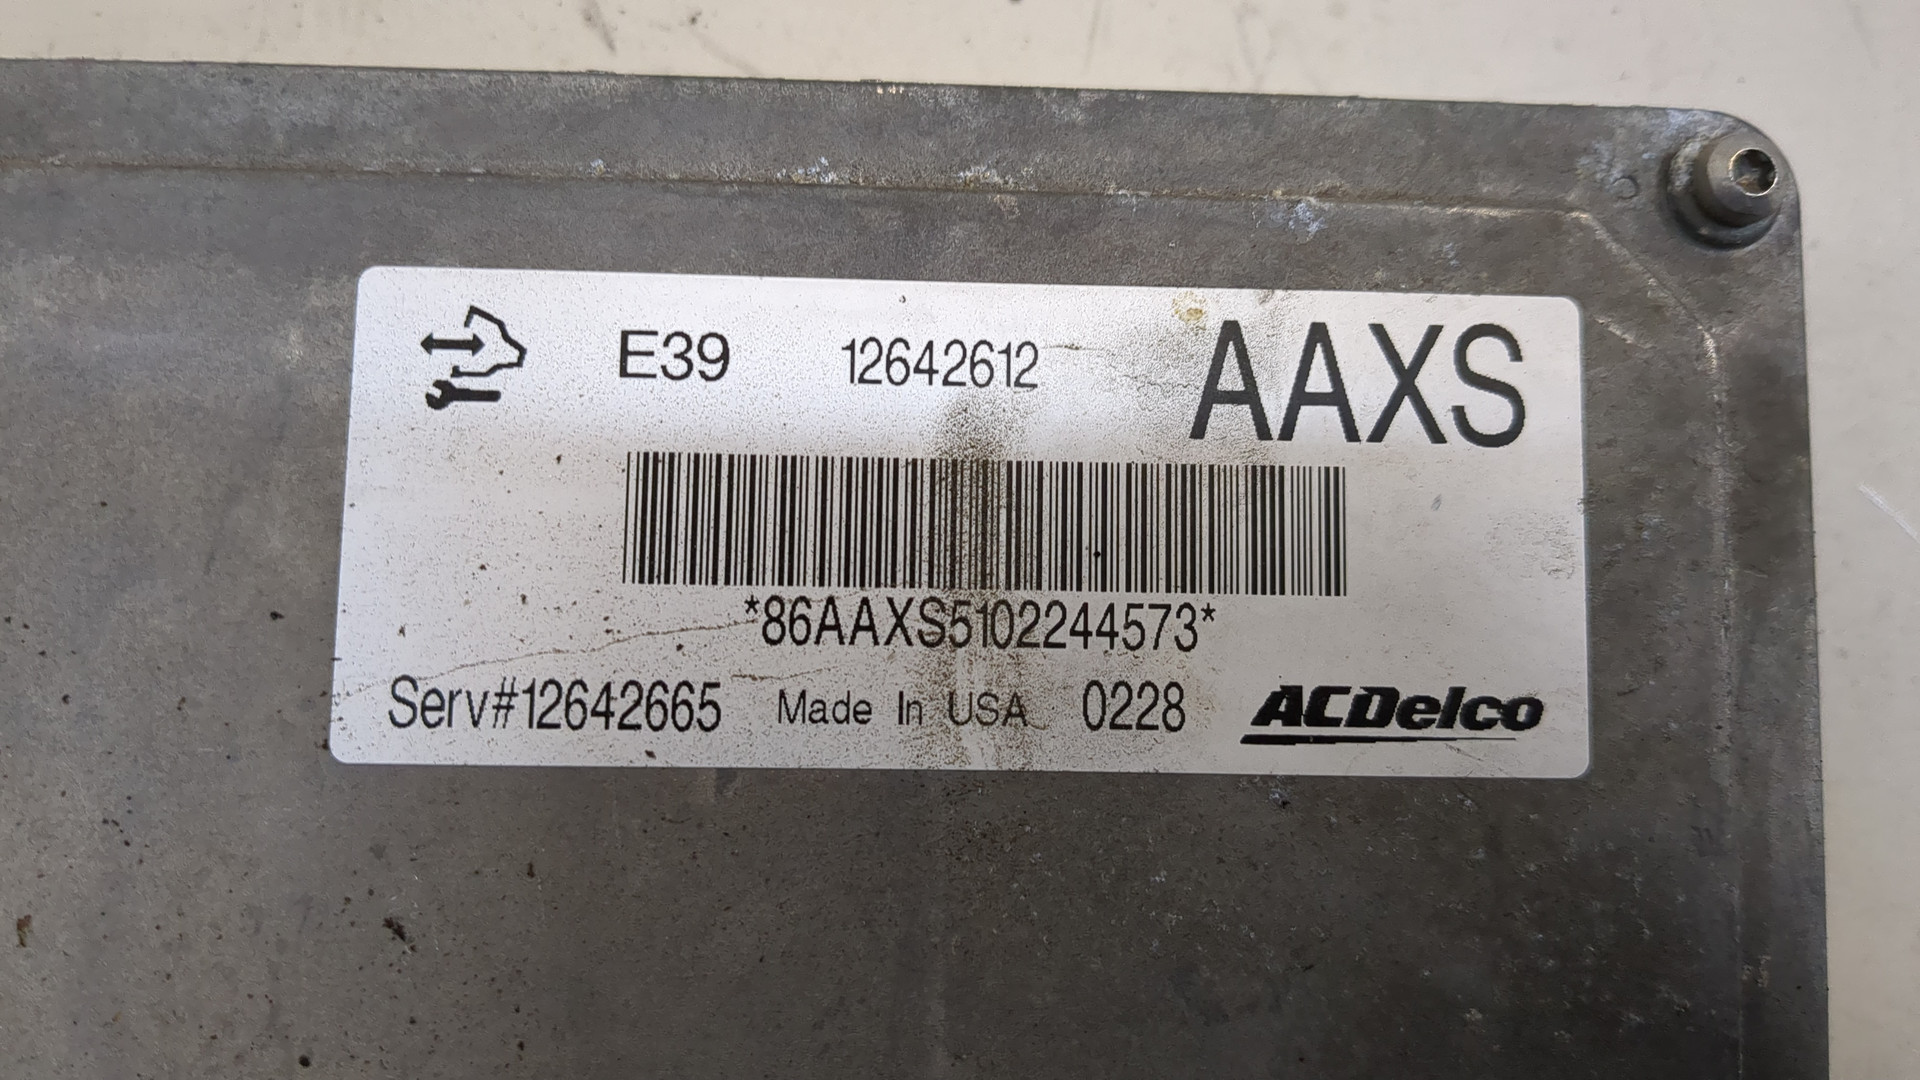 E39 12642612 AAXS
*86AAXS5102244573*
Serv#12642665 Made In USA 0228 ACDelco